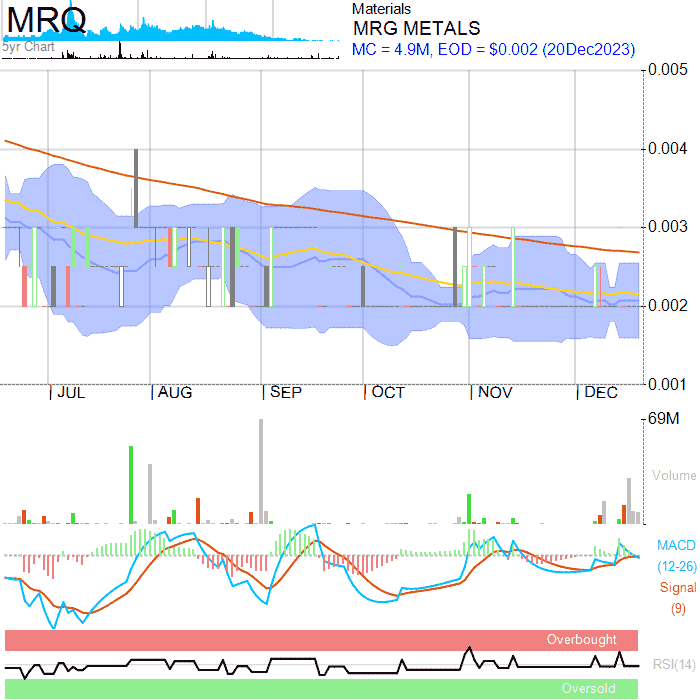 MRQ
5yr Chart
Materials
MRG METALS
MC = 4.9M, EOD = $0.002 (20Dec2023)
0.005
0.004
0.003
0.002
0.001
JUL AUG SEP OCT NOV DEC
69M
Volume
MACD
(12-26)
Signal
(9)
Overbought
RSI(14)
Oversold